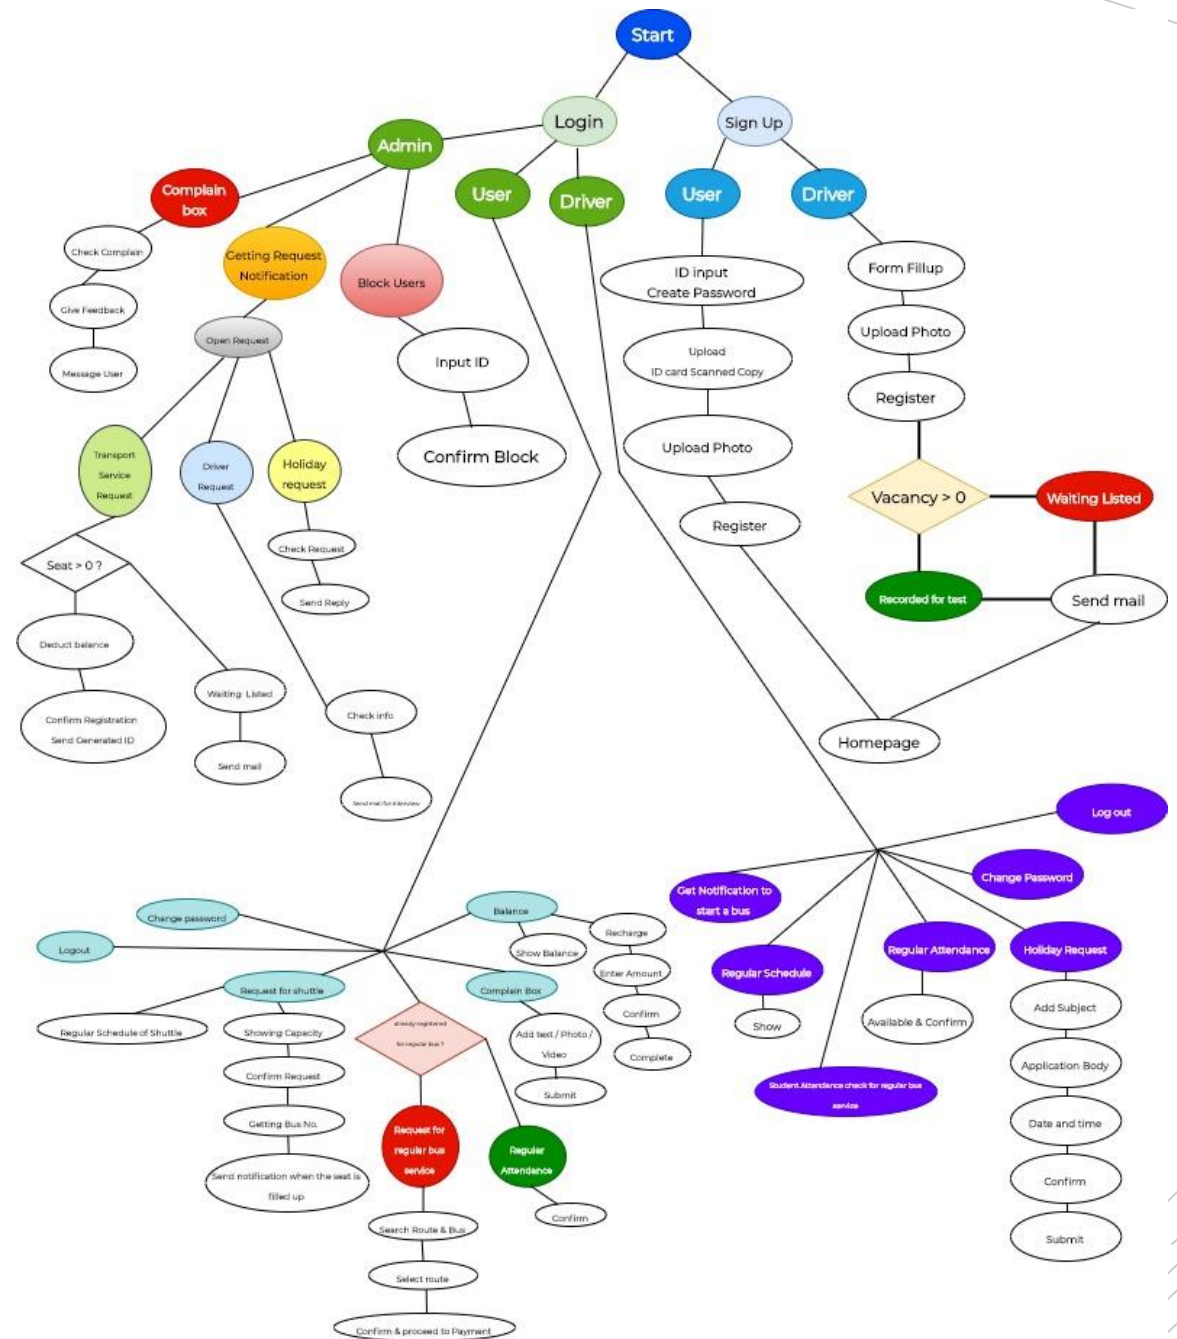 Start
Login
Sign Up
Admin
User
Driver
User
Driver
Complain
box
Getting Request
Notification
Block Users
Check Complain
Give Feedback
Message User
Open Request
Input ID
Confirm Block
ID input
Create Password
Upload
ID card Scanned Copy
Upload Photo
Register
Form Fillup
Upload Photo
Register
Vacancy > 0
Waiting Listed
Recorded for test
Send mail
Homepage
Transport
Service
Request
Driver
Request
Holiday
request
Check Request
Send Reply
Seat > 0 ?
Deduct balance
Confirm Registration
Send Generated ID
Waiting Listed
Send mail
Check info
Send mail for interview
Log out
Change Password
Get Notification to
start a bus
Regular Schedule
Show
Student Attendance check for regular bus
service
Regular Attendance
Available & Confirm
Holiday Request
Add Subject
Application Body
Date and time
Confirm
Submit
Change password
Logout
Balance
Show Balance
Recharge
Enter Amount
Confirm
Complete
Request for shuttle
Regular Schedule of Shuttle
Showing Capacity
Confirm Request
Getting Bus No.
Send notification when the seat is
filled up
Complain Box
Add text / Photo /
Video
Submit
already registered
for regular bus ?
Request for
regular bus
service
Regular
Attendance
Confirm
Search Route & Bus
Select route
Confirm & proceed to Payment